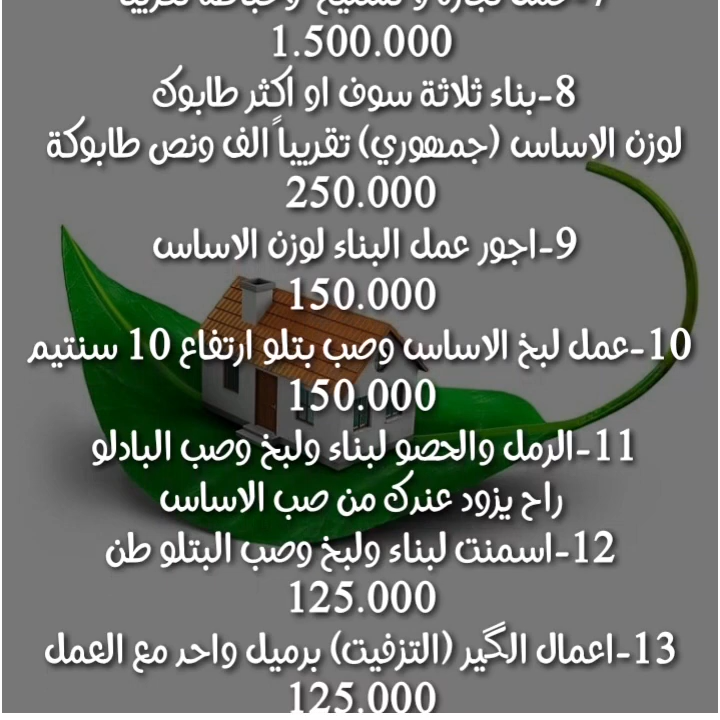 1.500.000
8-بناء ثلاثة سوف او اكثر طابوك
لوزن الاساس (جمهوري) تقريباً الف ونص طابوكة
250.000
9-اجور عمل البناء لوزن الاساس
150.000
10-عمل لبخ الاساس وصب بتلو ارتفاع 10 سنتيم
150.000
11-الرمل والحصو لبناء ولبخ وصب البادلو
راح يزود عندك من صب الاساس
12-اسمنت لبناء ولبخ وصب البتلو طن
125.000
13-اعمال الگير (التزفيت) برميل واحد مع العمل
125.000